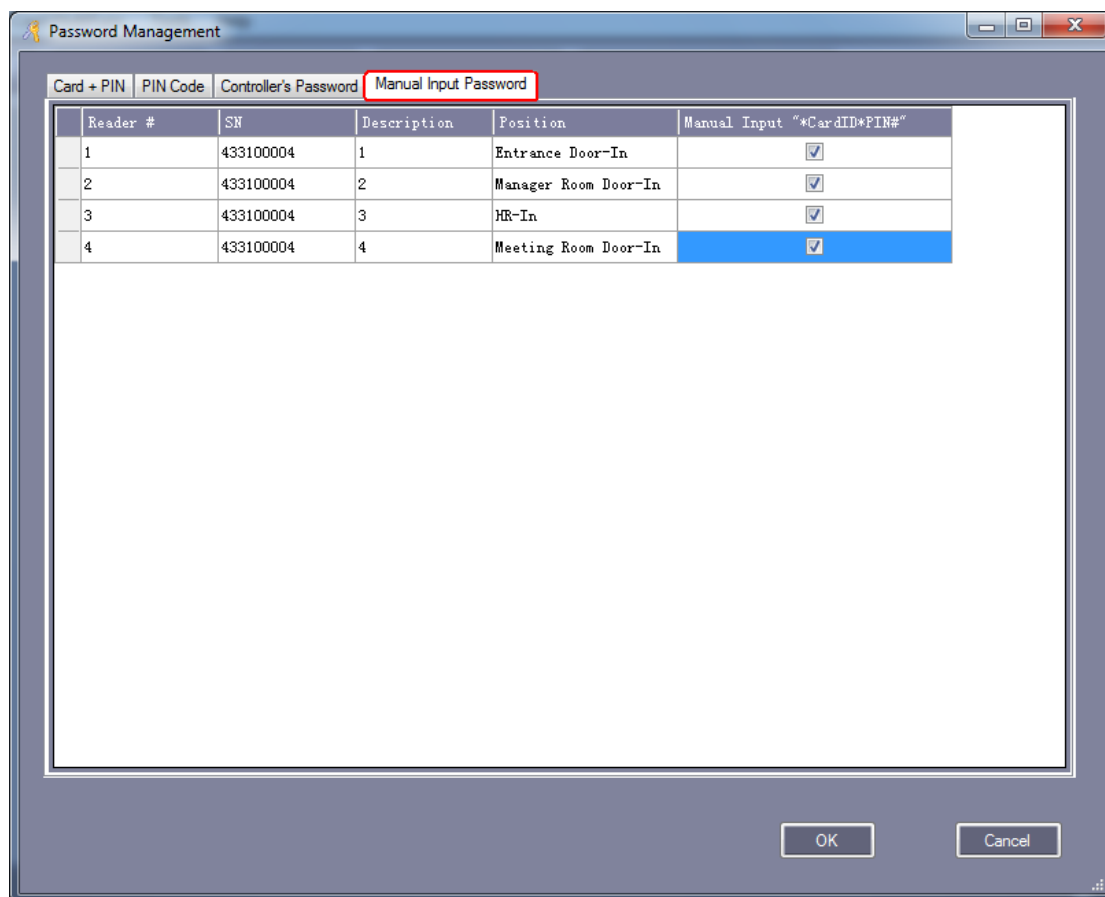 Password Management
Card + PIN PIN Code Controller's Password Manual Input Password
Reader # SN Description Position Manual Input "*CardID*PIN#"
1 433100004 1 Entrance Door-In
2 433100004 2 Manager Room Door-In
3 433100004 3 HR-In
4 433100004 4 Meeting Room Door-In
OK Cancel